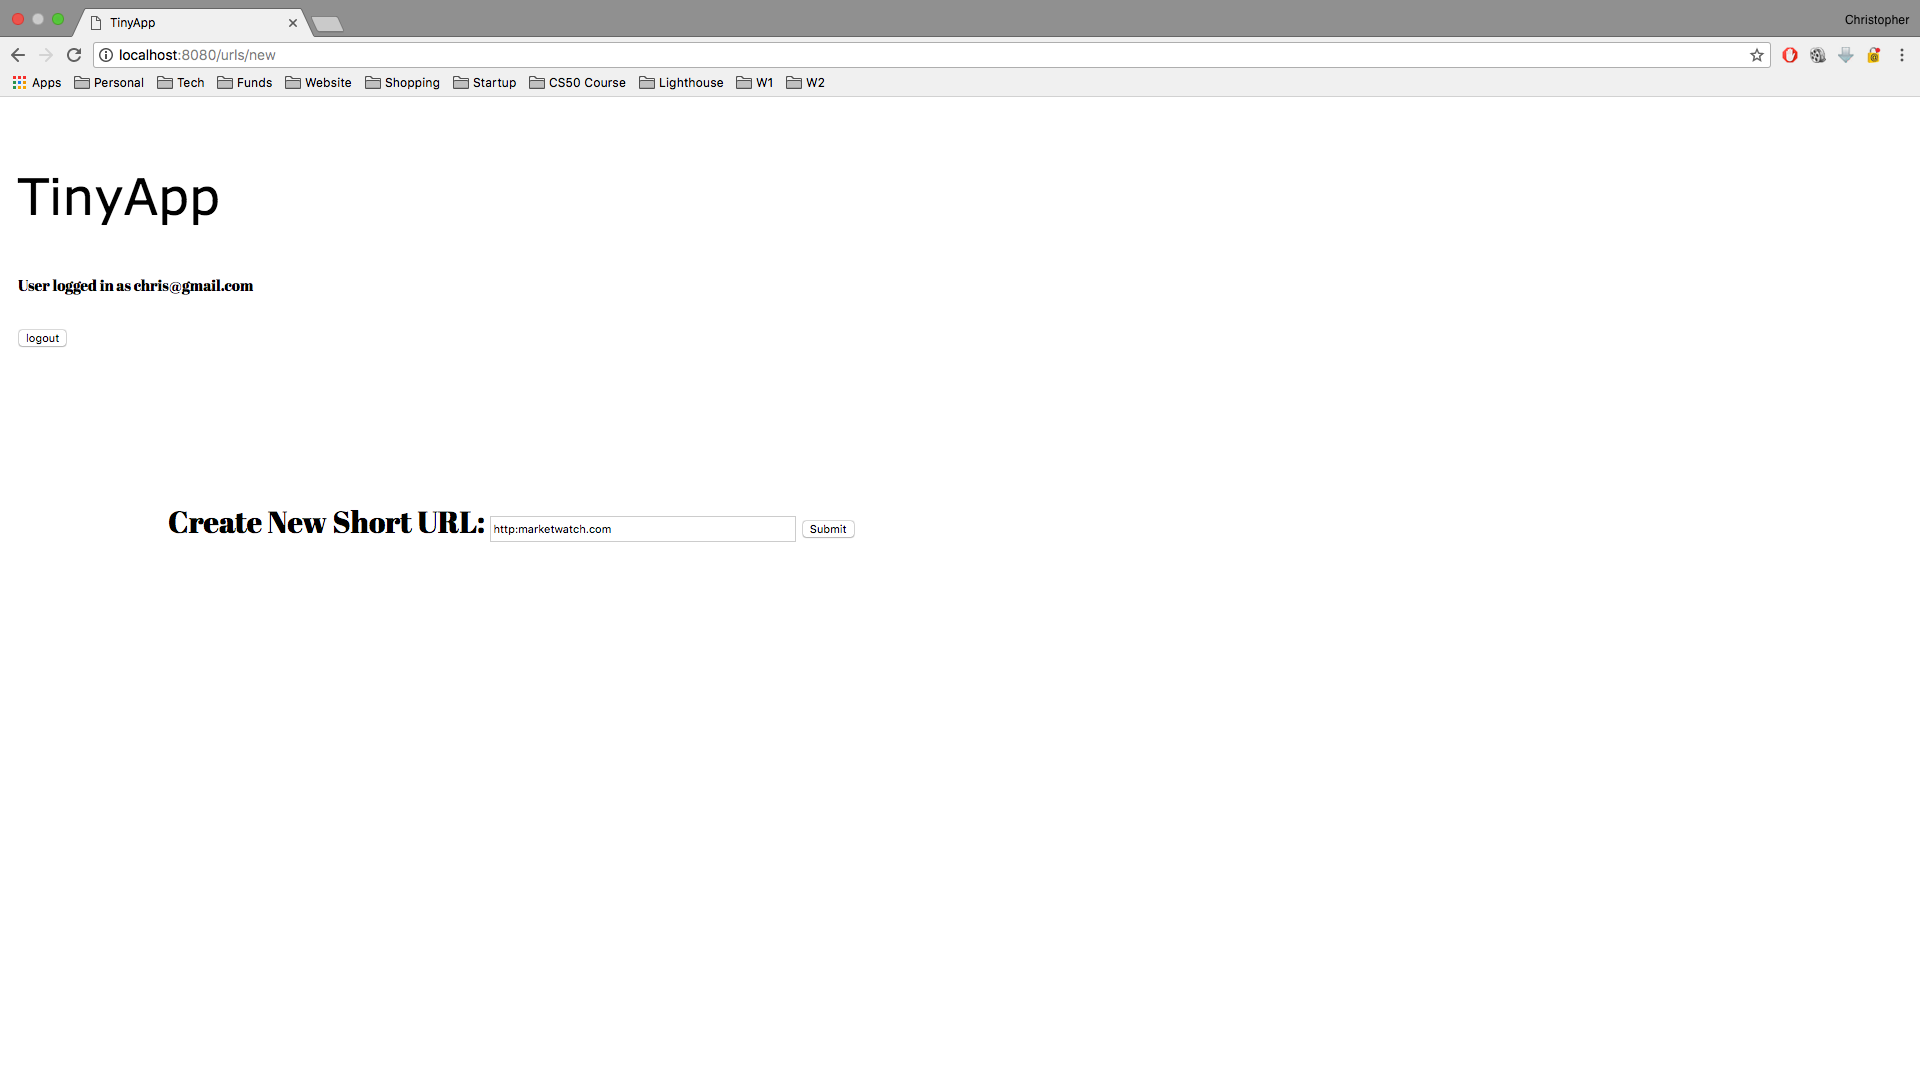 TinyApp
Christopher
localhost:8080/urls/new
Apps Personal Tech Funds Website Shopping Startup CS50 Course Lighthouse W1 W2
TinyApp
User logged in as chris@gmail.com
logout
Create New Short URL: http:marketwatch.com Submit